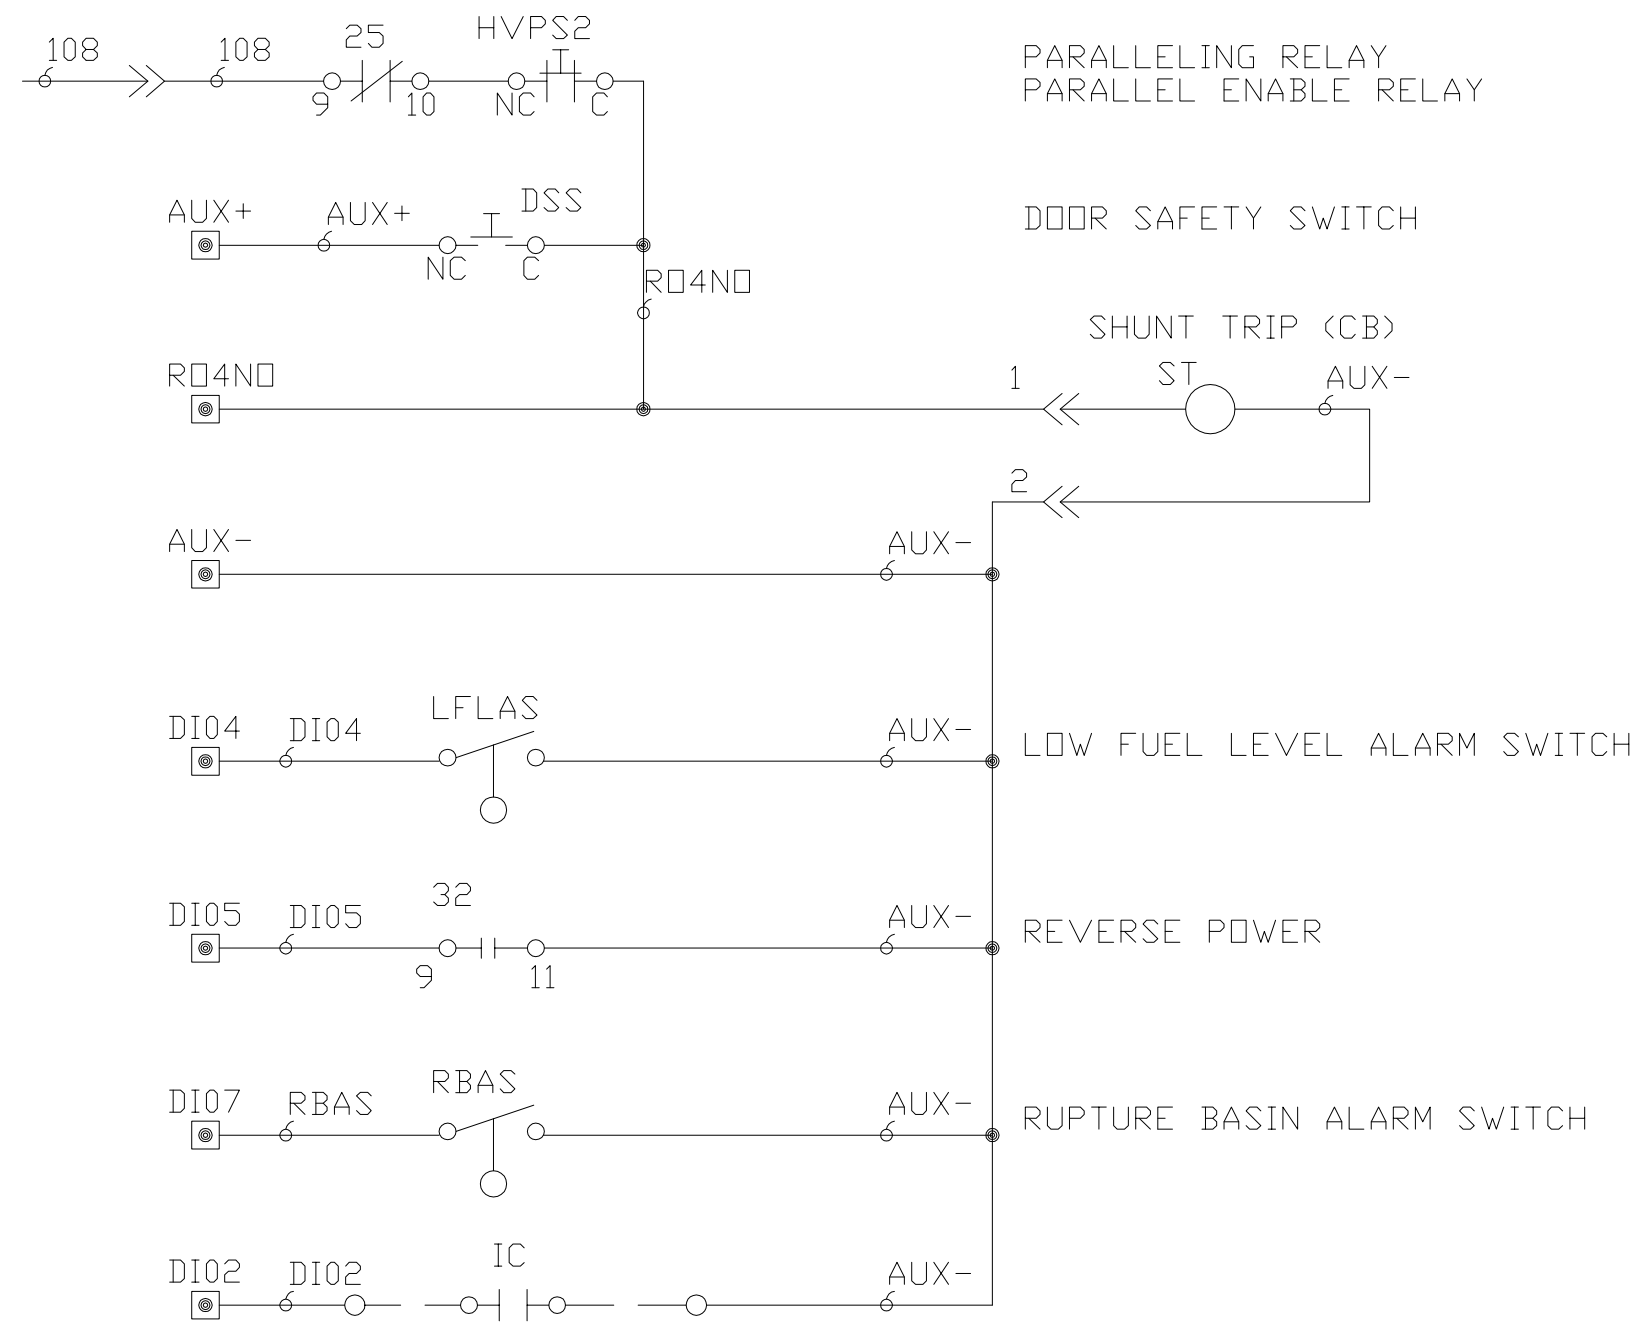 108
108
25
HVPS2
9
10
NC
C
PARALLELING RELAY
PARALLEL ENABLE RELAY
AUX+
AUX+
DSS
NC
C
DOOR SAFETY SWITCH
RO4NO
SHUNT TRIP (CB)
RO4NO
1
ST
AUX-
2
AUX-
AUX-
LFLAS
DI04
DI04
AUX-
LOW FUEL LEVEL ALARM SWITCH
32
DI05
DI05
AUX-
REVERSE POWER
9
11
RBAS
DI07
RBAS
AUX-
RUPTURE BASIN ALARM SWITCH
IC
DI02
DI02
AUX-